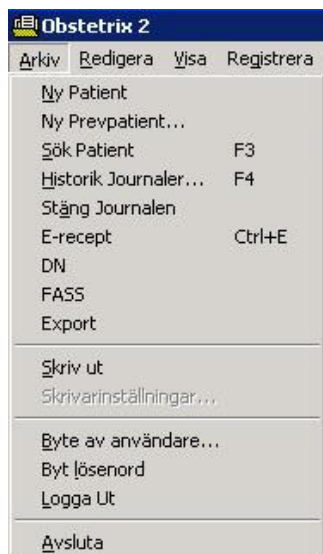 Obstetrix 2
Arkiv Redigera Visa Registrera
Ny Patient
Ny Prevpatient...
Sök Patient F3
Historik Journaler... F4
Stäng Journalen
E-recept Ctrl+E
DN
FASS
Export
Skriv ut
Skrivarinställningar...
Byte av användare...
Byt lösenord
Logga Ut
Avsluta